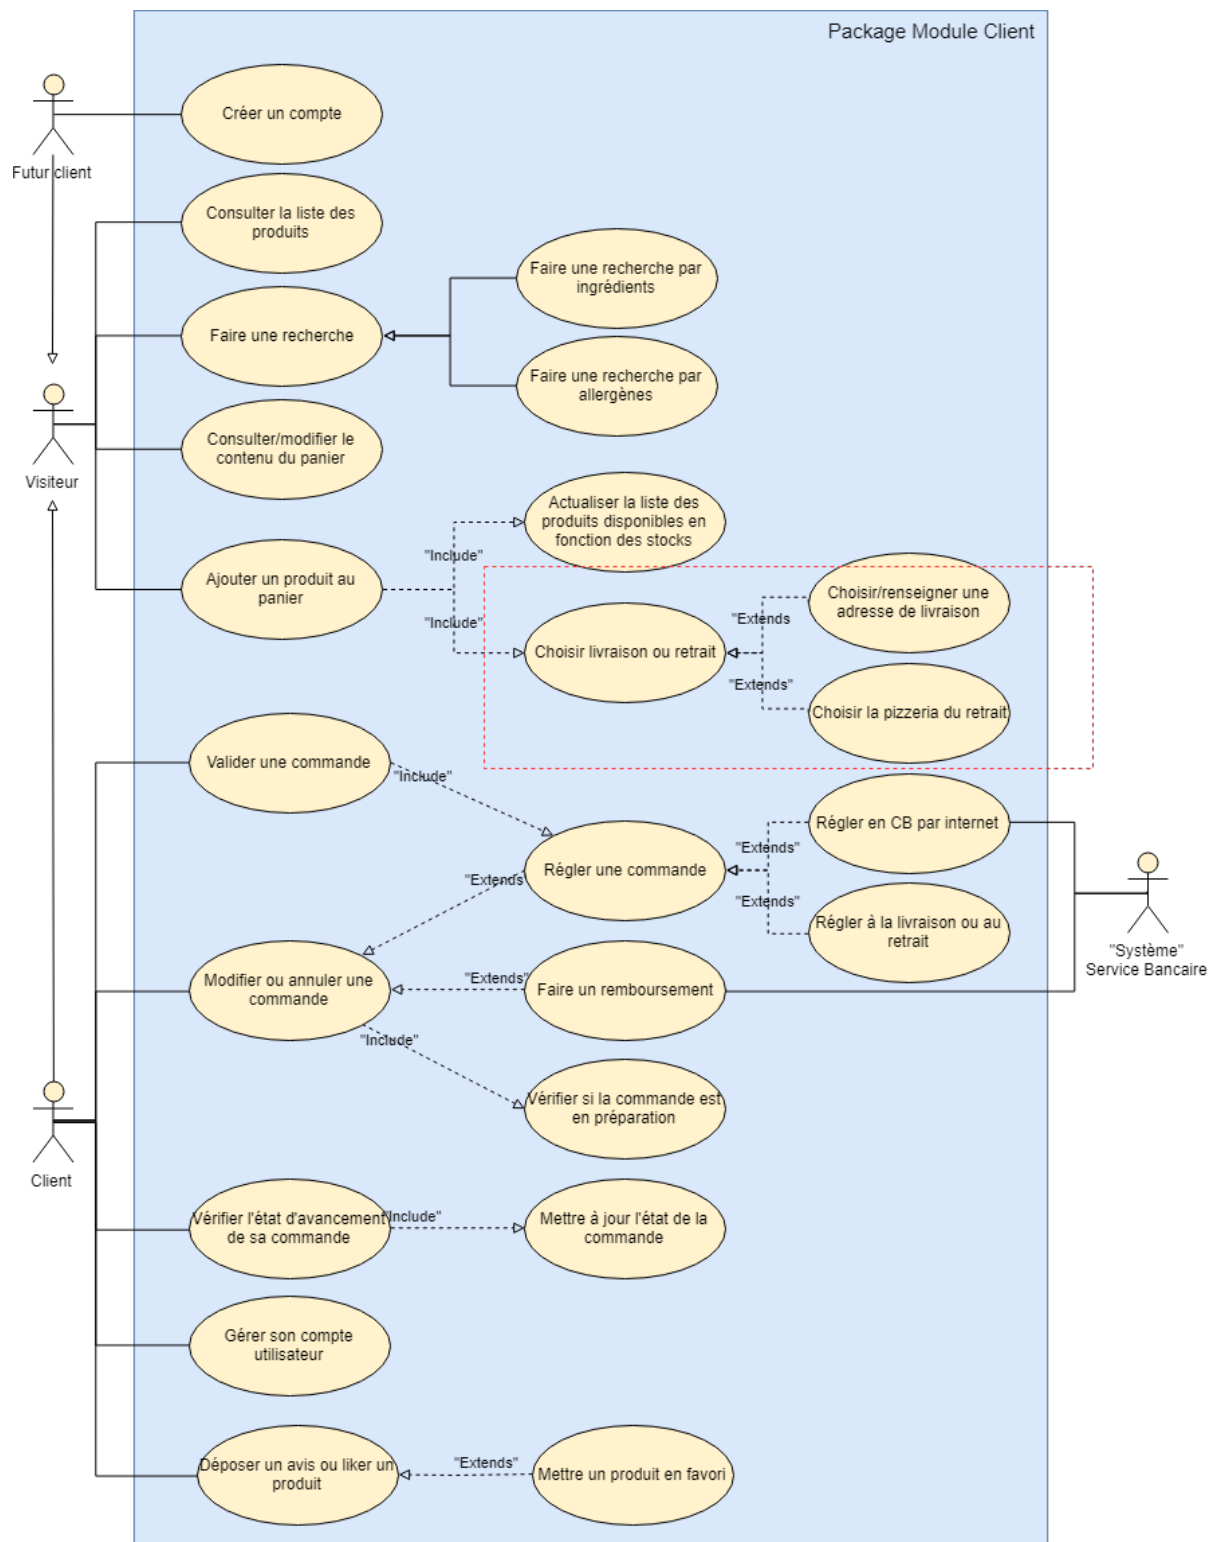 Package Module Client
Créer un compte
Futur client
Consulter la liste des
produits
Faire une recherche par
ingrédients
Faire une recherche
Faire une recherche par
allergènes
Consulter/modifier le
contenu du panier
Visiteur
Actualiser la liste des
produits disponibles en
fonction des stocks
"Include"
Ajouter un produit au
panier
"Include"
Choisir/renseigner une
adresse de livraison
"Extends
Choisir livraison ou retrait
"Extends"
Choisir la pizzeria du retrait
Valider une commande
"Include"
Régler en CB par internet
"Extends"
Régler une commande
"Extends"
"Extends"
Régler à la livraison ou au
retrait
"Système"
Service Bancaire
Modifier ou annuler une
commande
"Extends"
Faire un remboursement
"Include"
Vérifier si la commande est
en préparation
Client
Vérifier l'état d'avancement
de sa commande
"Include"
Mettre à jour l'état de la
commande
Gérer son compte
utilisateur
Déposer un avis ou liker un
produit
"Extends"
Mettre un produit en favori